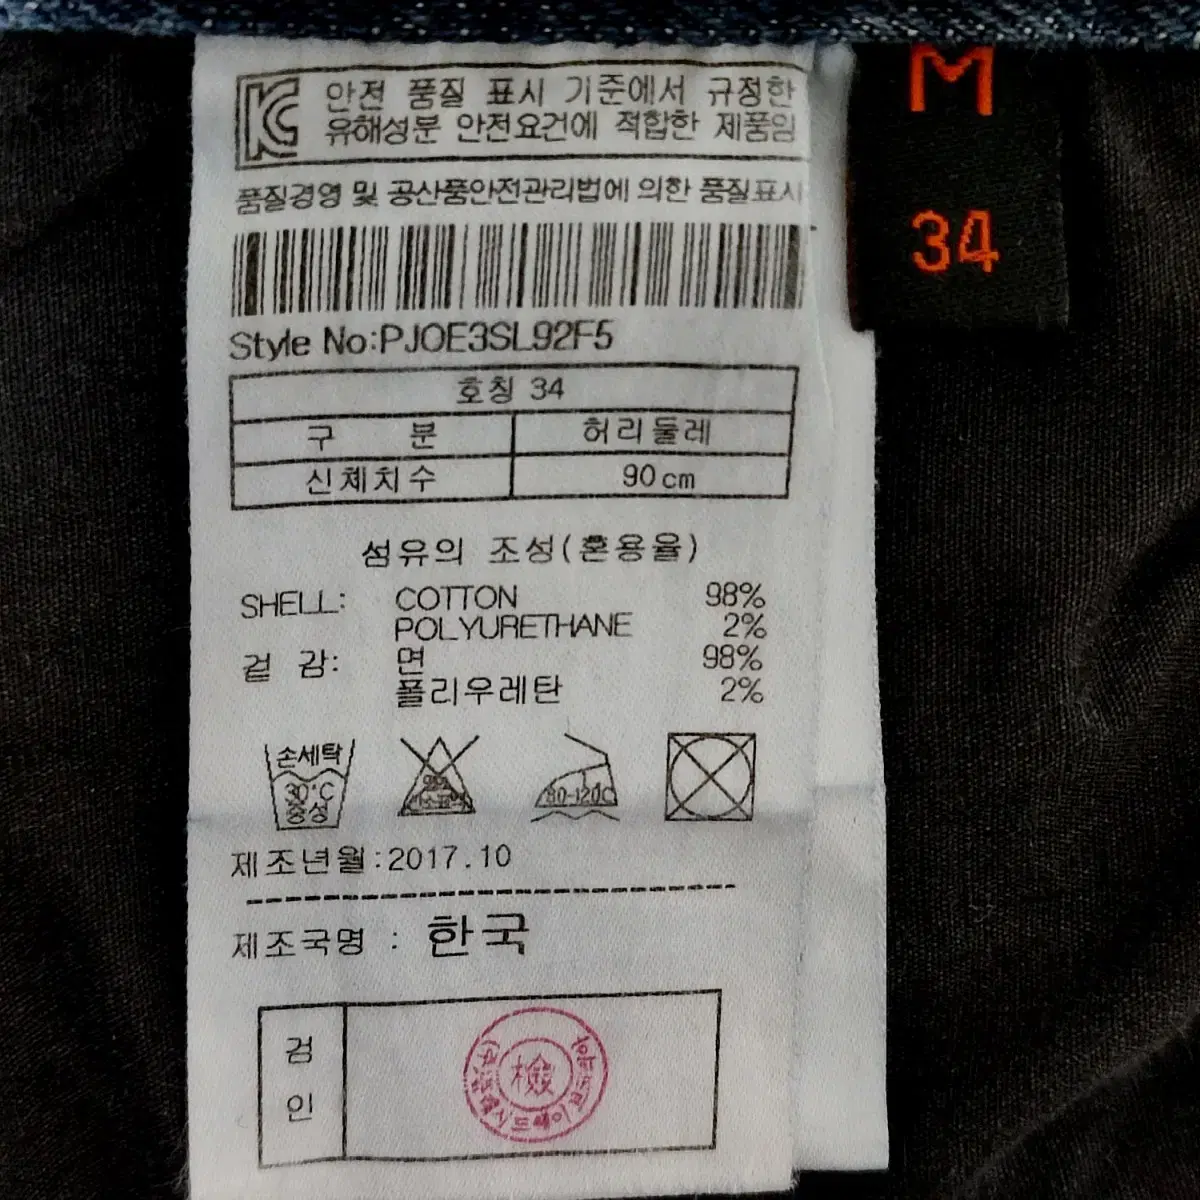 안전 품질 표시 기준에서 규정한
유해성분 안전요건에 적합한 제품임
품질경영 및 공산품안전관리법에 의한 품질표시
Style No:PJOE3SL92F5
호칭 34
구 분 허리둘레
신체치수 90cm
섬유의 조성(혼용율)
SHELL: COTTON 98%
POLYURETHANE 2%
겉 감: 면 98%
폴리우레탄 2%
손세탁
30°C
중성
80-120C
제조년월:2017.10
제조국명 : 한국
검
인
檢
M
34